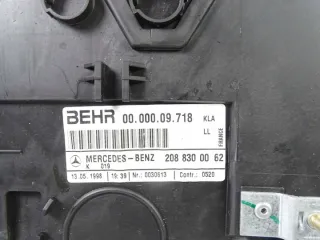 BEHR 00.000.09.718 KLA
LL
FRANCE
MERCEDES-BENZ 208 830 00 62
K 019
13.05.1998 19:39 Nr.: 0030513 Contr.: 0520